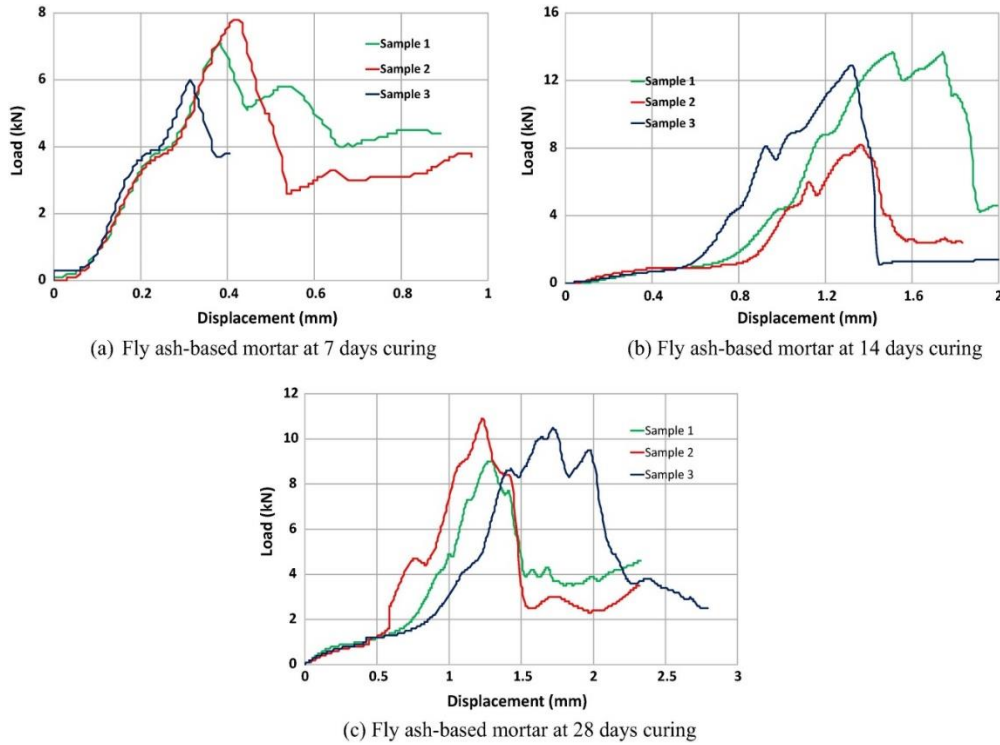 8
6
4
2
0
Load (kN)
Sample 1
Sample 2
Sample 3
0 0.2 0.4 0.6 0.8 1
Displacement (mm)
(a) Fly ash-based mortar at 7 days curing
16
12
8
4
0
Load (kN)
Sample 1
Sample 2
Sample 3
0 0.4 0.8 1.2 1.6 2
Displacement (mm)
(b) Fly ash-based mortar at 14 days curing
12
10
8
6
4
2
0
Load (kN)
Sample 1
Sample 2
Sample 3
0 0.5 1 1.5 2 2.5 3
Displacement (mm)
(c) Fly ash-based mortar at 28 days curing